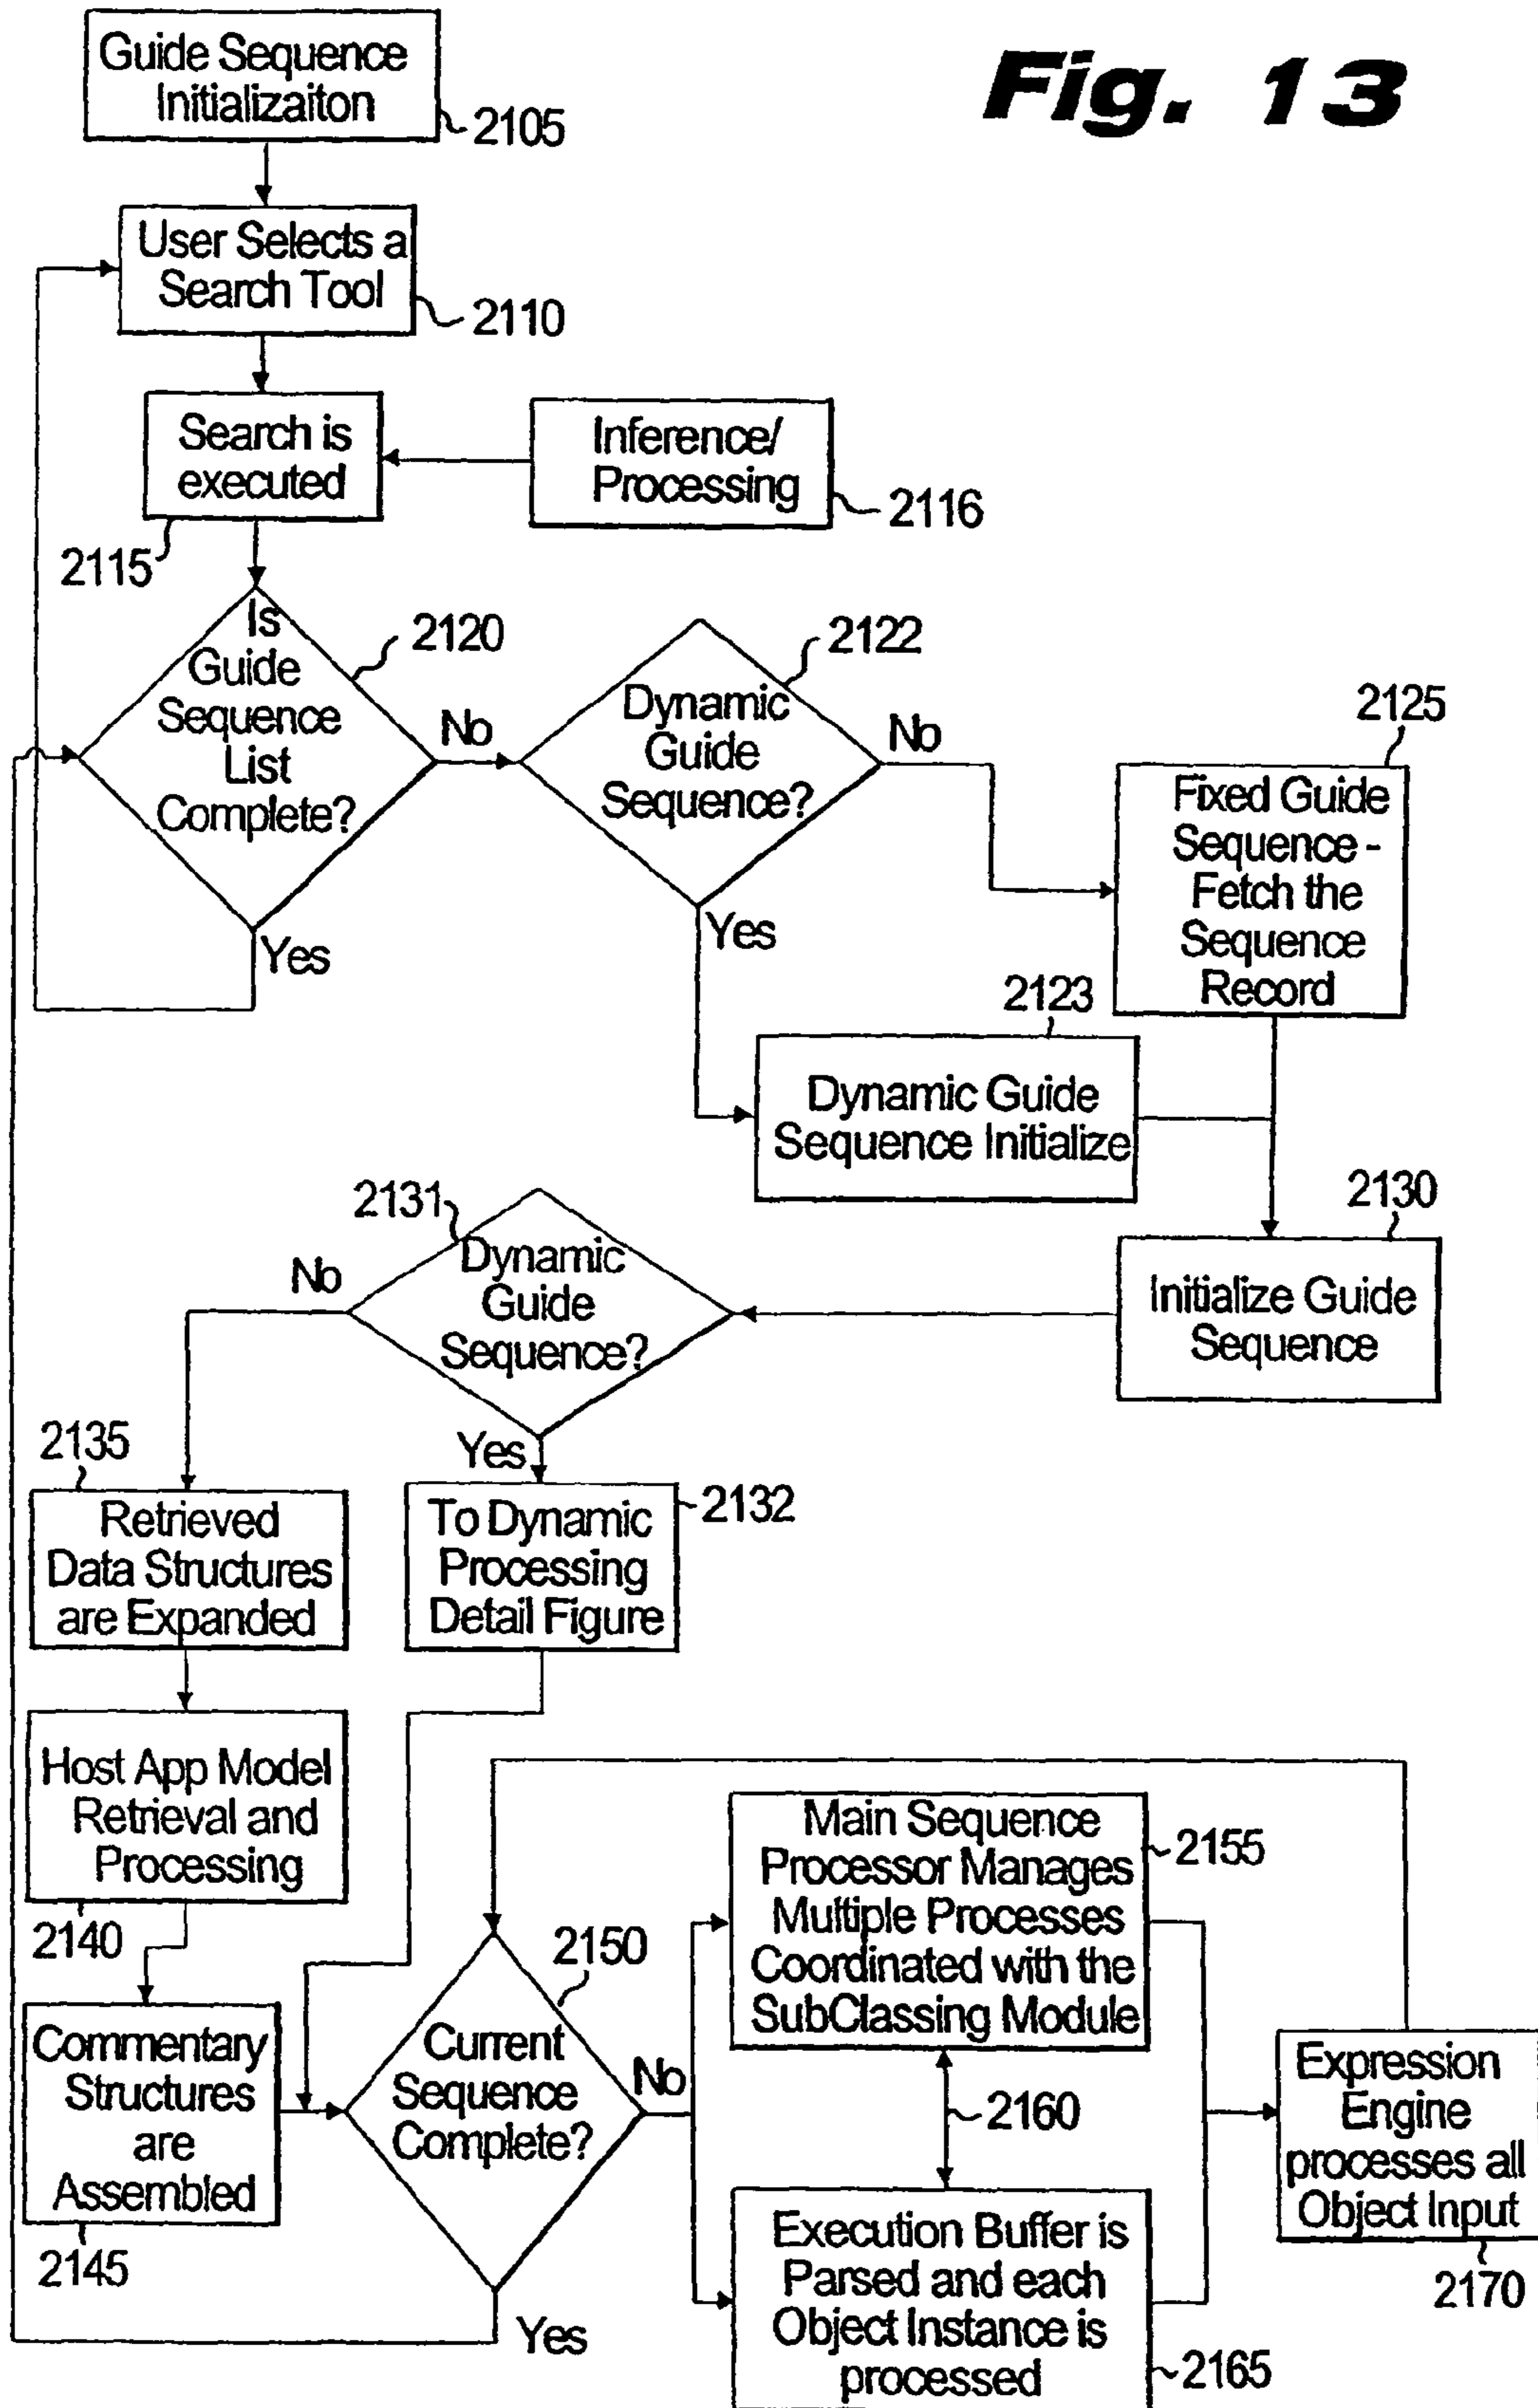 Fig. 13
Guide Sequence
Initializaiton
2105
User Selects a
Search Tool
2110
Search is
executed
2115
Inference/
Processing
2116
Is
Guide
Sequence
List
Complete?
2120
No
Yes
Dynamic
Guide
Sequence?
2122
No
Yes
2125
Fixed Guide
Sequence -
Fetch the
Sequence
Record
2123
Dynamic Guide
Sequence Initialize
2130
Initialize Guide
Sequence
2131
Dynamic
Guide
Sequence?
No
Yes
2135
Retrieved
Data Structures
are Expanded
To Dynamic
Processing
Detail Figure
2132
Host App Model
Retrieval and
Processing
2140
Commentary
Structures
are
Assembled
2145
2150
Current
Sequence
Complete?
No
Yes
Main Sequence
Processor Manages
Multiple Processes
Coordinated with the
SubClassing Module
2155
2160
Execution Buffer is
Parsed and each
Object Instance is
processed
2165
Expression
Engine
processes all
Object Input
2170